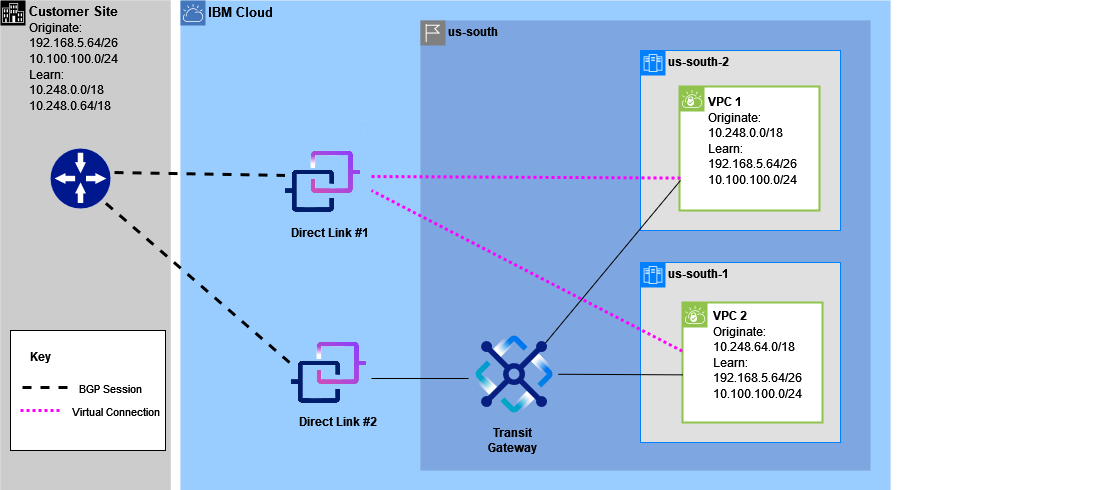 Customer Site
Originate:
192.168.5.64/26
10.100.100.0/24
Learn:
10.248.0.0/18
10.248.0.64/18
IBM Cloud
us-south
us-south-2
VPC 1
Originate:
10.248.0.0/18
Learn:
192.168.5.64/26
10.100.100.0/24
Direct Link #1
us-south-1
VPC 2
Originate:
10.248.64.0/18
Learn:
192.168.5.64/26
10.100.100.0/24
Direct Link #2
Transit
Gateway
Key
BGP Session
Virtual Connection